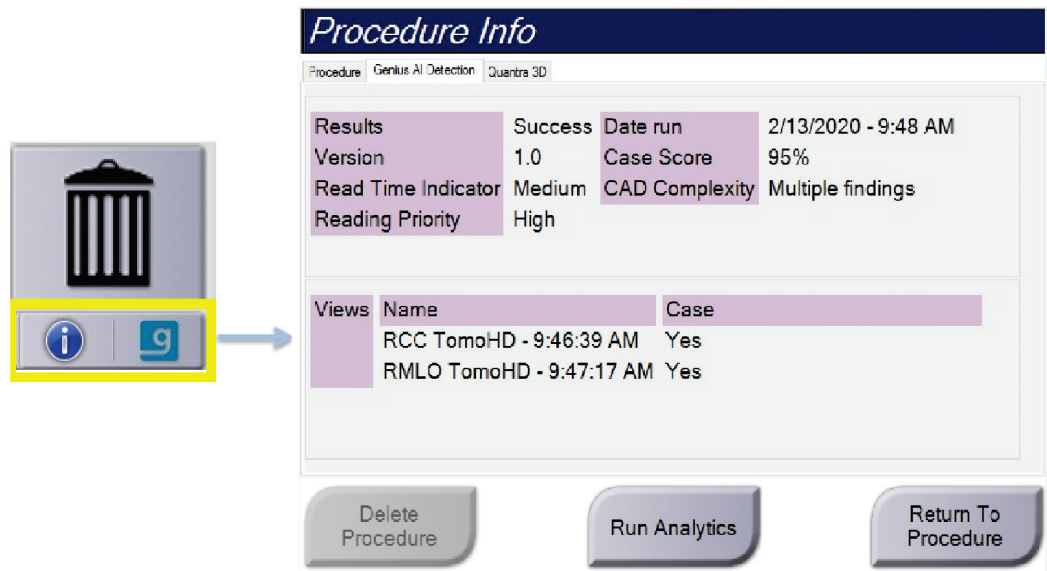 Procedure Info
Procedure Genius AI Detection Quantra 3D
Results Success Date run 2/13/2020 - 9:48 AM
Version 1.0 Case Score 95%
Read Time Indicator Medium CAD Complexity Multiple findings
Reading Priority High
Views Name Case
RCC TomoHD - 9:46:39 AM Yes
RMLO TomoHD - 9:47:17 AM Yes
i g
Delete
Procedure
Run Analytics
Return To
Procedure